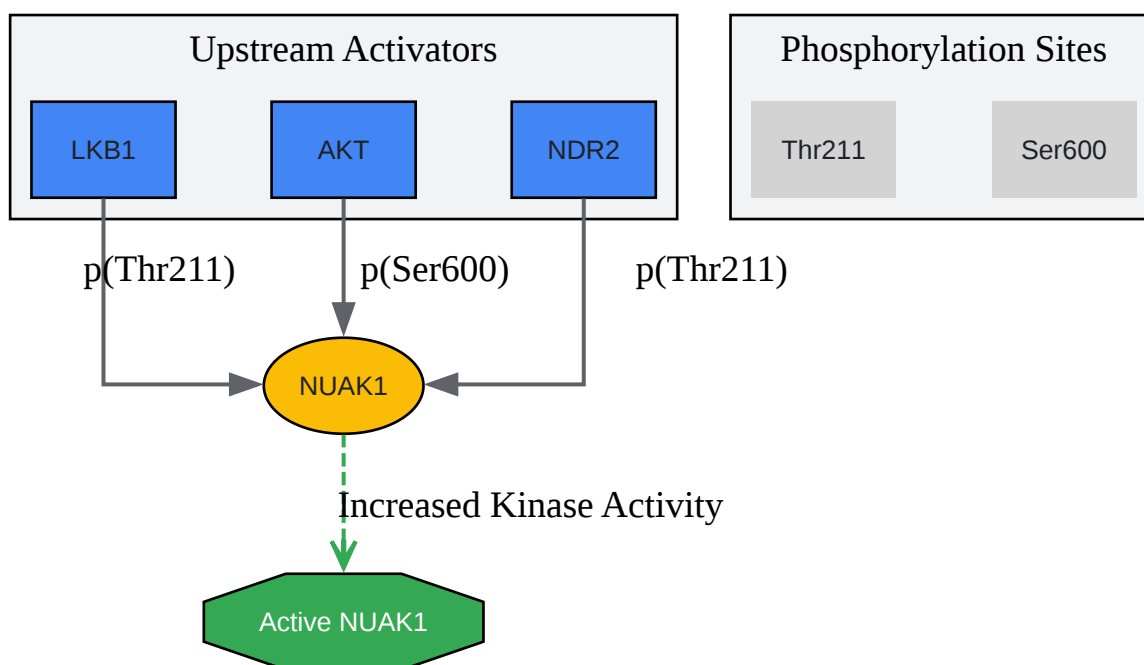 Upstream Activators
Phosphorylation Sites
LKB1
AKT
NDR2
Thr211
Ser600
p(Thr211)
p(Ser600)
p(Thr211)
NUAK1
Increased Kinase Activity
Active NUAK1